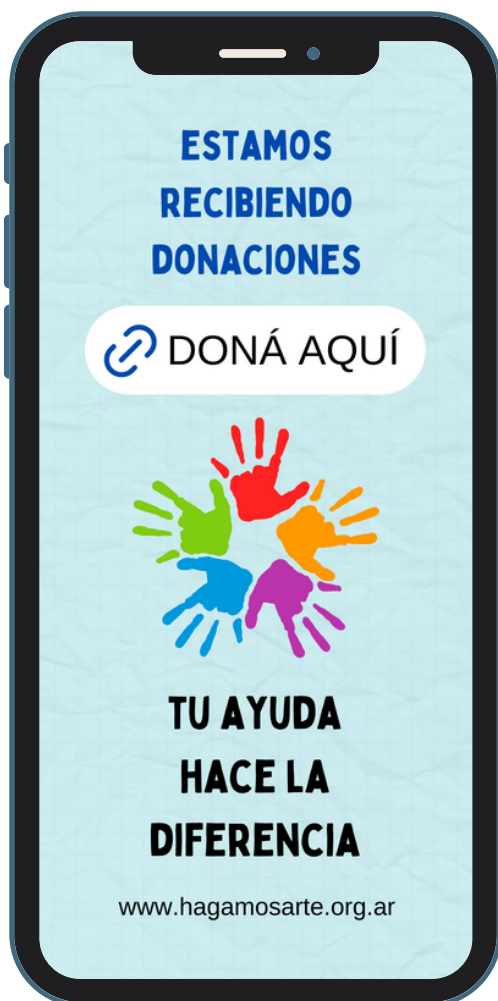 ESTAMOS
RECIBIENDO
DONACIONES
DONÁ AQUÍ
TU AYUDA
HACE LA
DIFERENCIA
www.hagamosarte.org.ar